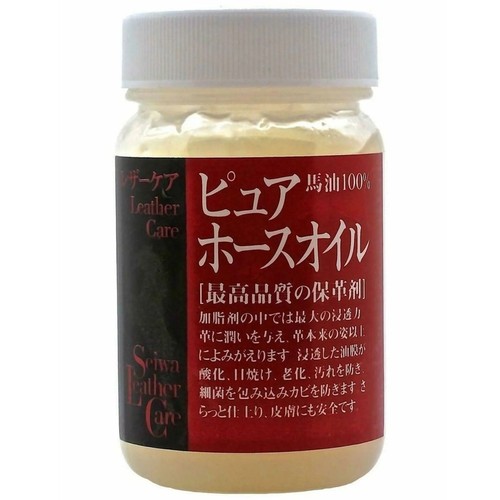 レザーケア
Leather
Care
ピュア 馬油100%
ホースオイル
[最高品質の保革剤]
加脂剤の中では最大の浸透力
革に潤いを与え、革本来の姿以上
によみがえります 浸透した油膜が
酸化、日焼け、老化、汚れを防ぎ
細菌を包み込みカビを防ぎます さ
らっと仕上り、皮膚にも安全です。
Seiwa
Leather
Care